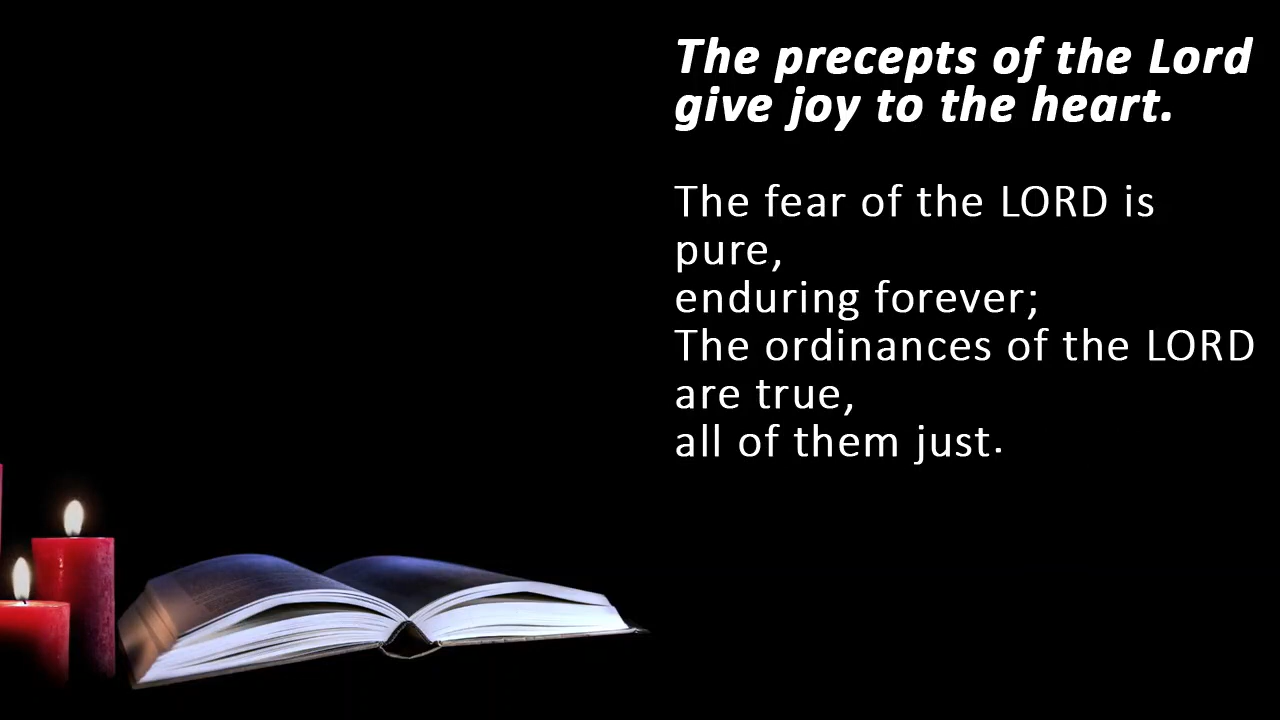 The precepts of the Lord
give joy to the heart.
The fear of the LORD is
pure,
enduring forever;
The ordinances of the LORD
are true,
all of them just.